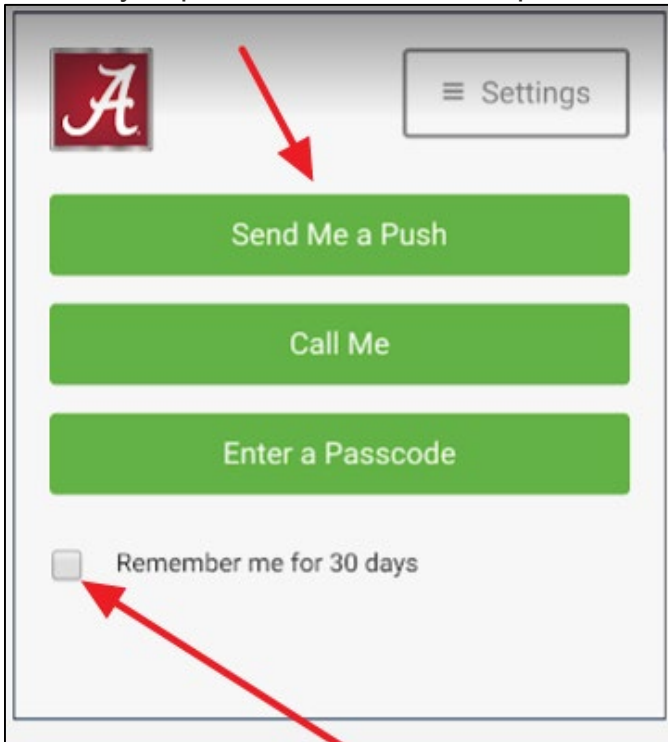 A
≡ Settings
Send Me a Push
Call Me
Enter a Passcode
Remember me for 30 days